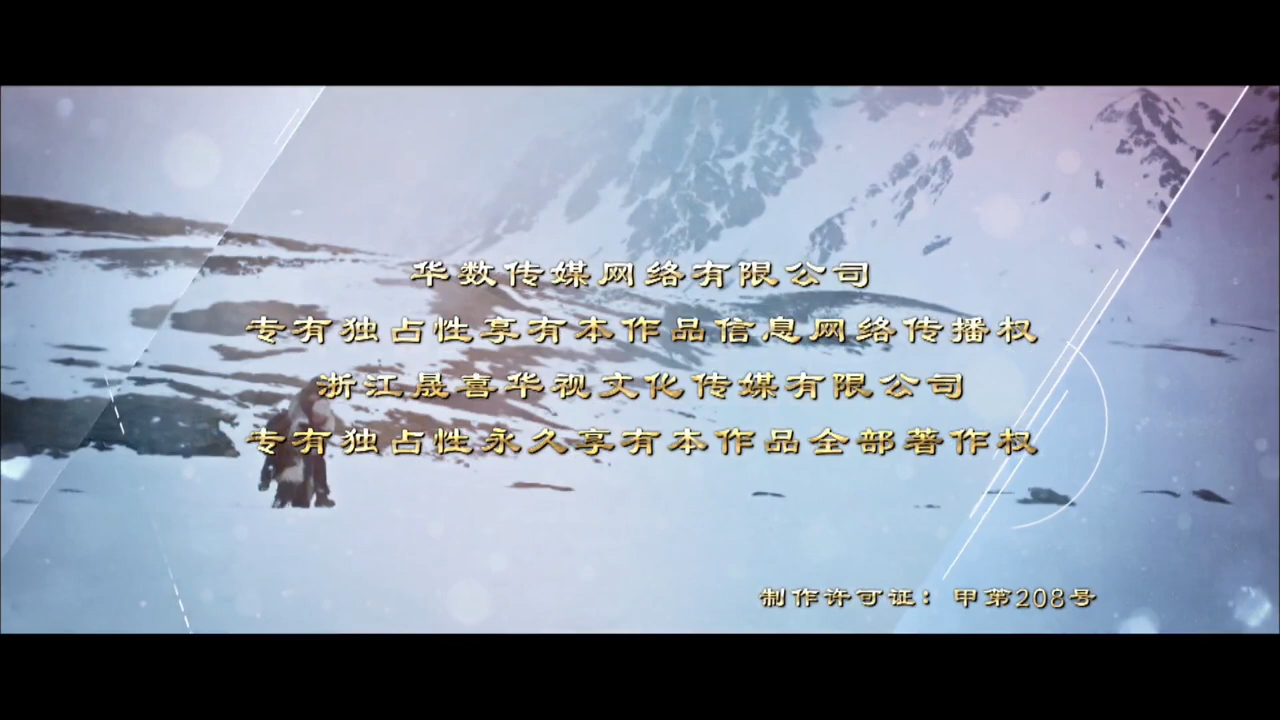 华数传媒网络有限公司
专有独占性享有本作品信息网络传播权
浙江晟喜华视文化传媒有限公司
专有独占性永久享有本作品全部著作权
制作许可证：甲第208号